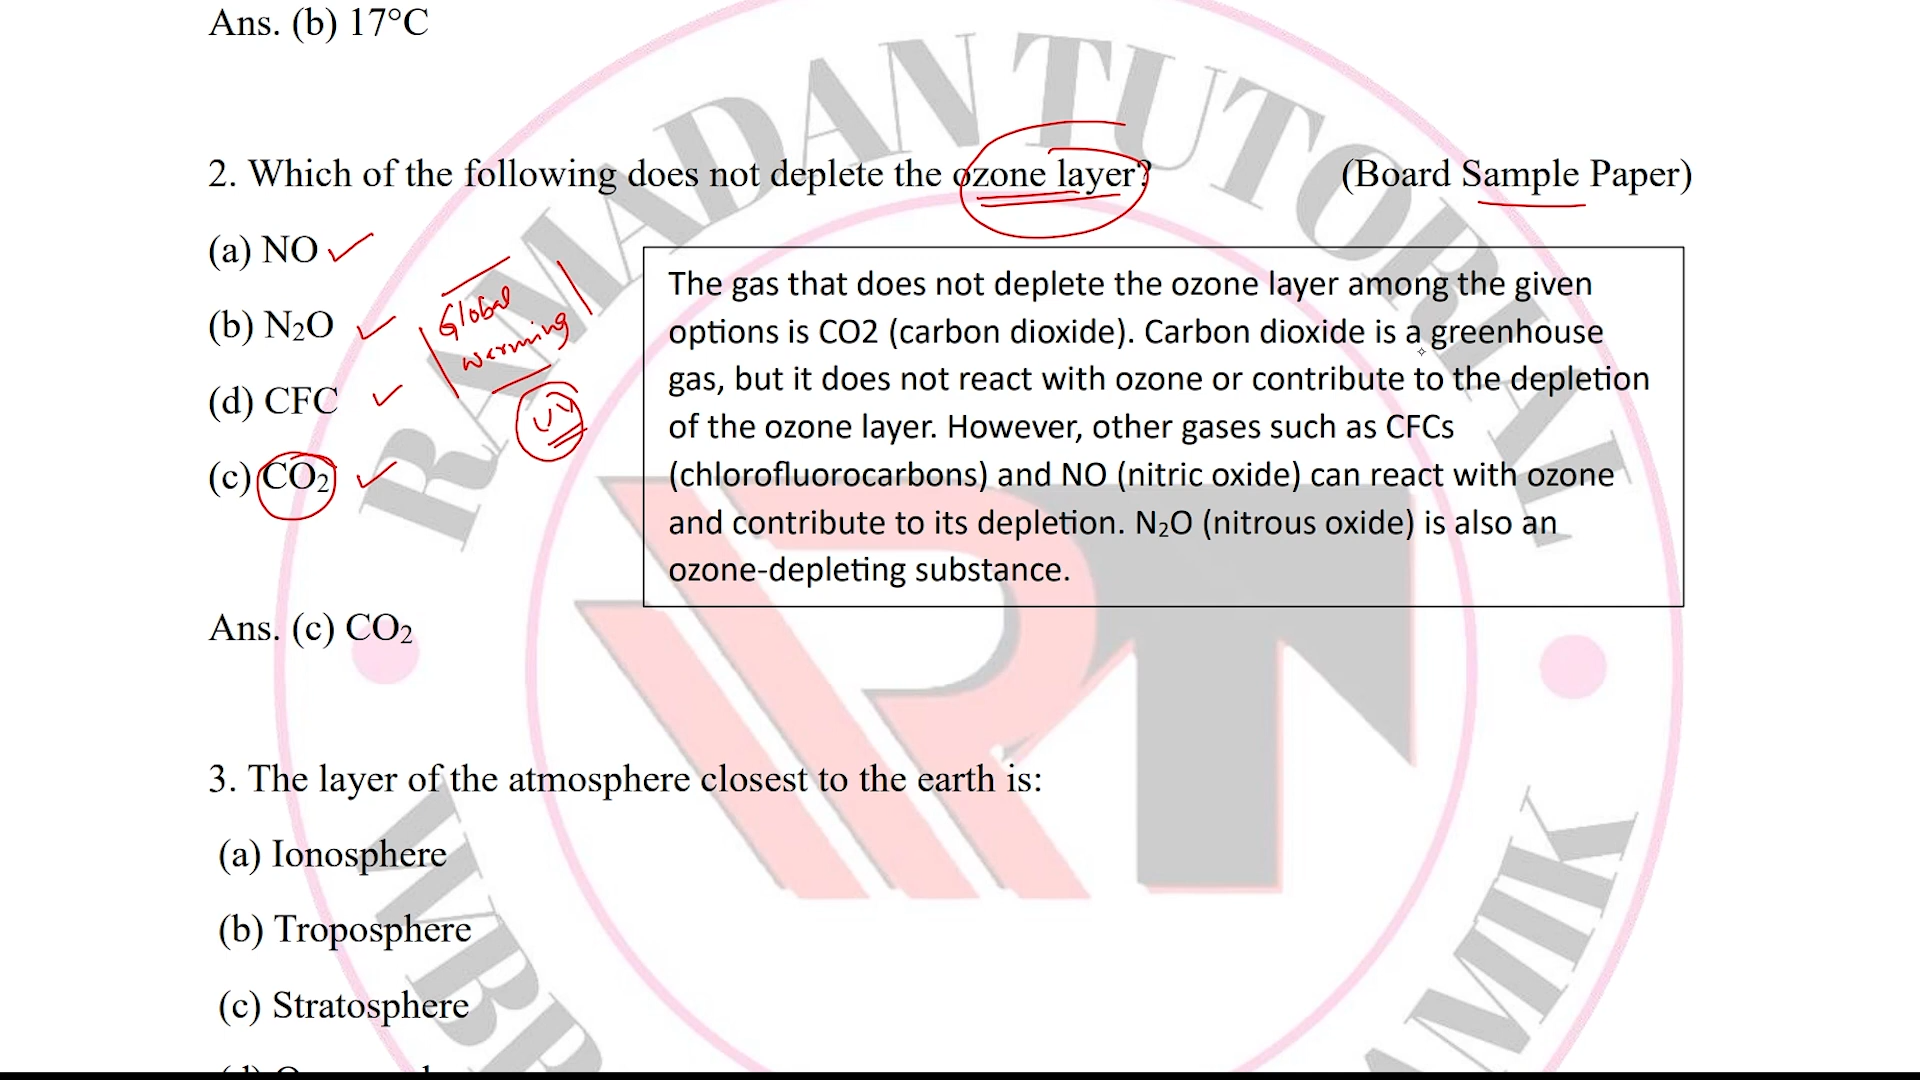 Ans. (b) 17°C
2. Which of the following does not deplete the ozone layer? (Board Sample Paper)
(a) NO
(b) N₂O
(d) CFC
(c) CO₂
Global
warming
UV
The gas that does not deplete the ozone layer among the given
options is CO2 (carbon dioxide). Carbon dioxide is a greenhouse
gas, but it does not react with ozone or contribute to the depletion
of the ozone layer. However, other gases such as CFCs
(chlorofluorocarbons) and NO (nitric oxide) can react with ozone
and contribute to its depletion. N₂O (nitrous oxide) is also an
ozone-depleting substance.
Ans. (c) CO₂
3. The layer of the atmosphere closest to the earth is:
(a) Ionosphere
(b) Troposphere
(c) Stratosphere
RAMADAN TUTORIAL
RT